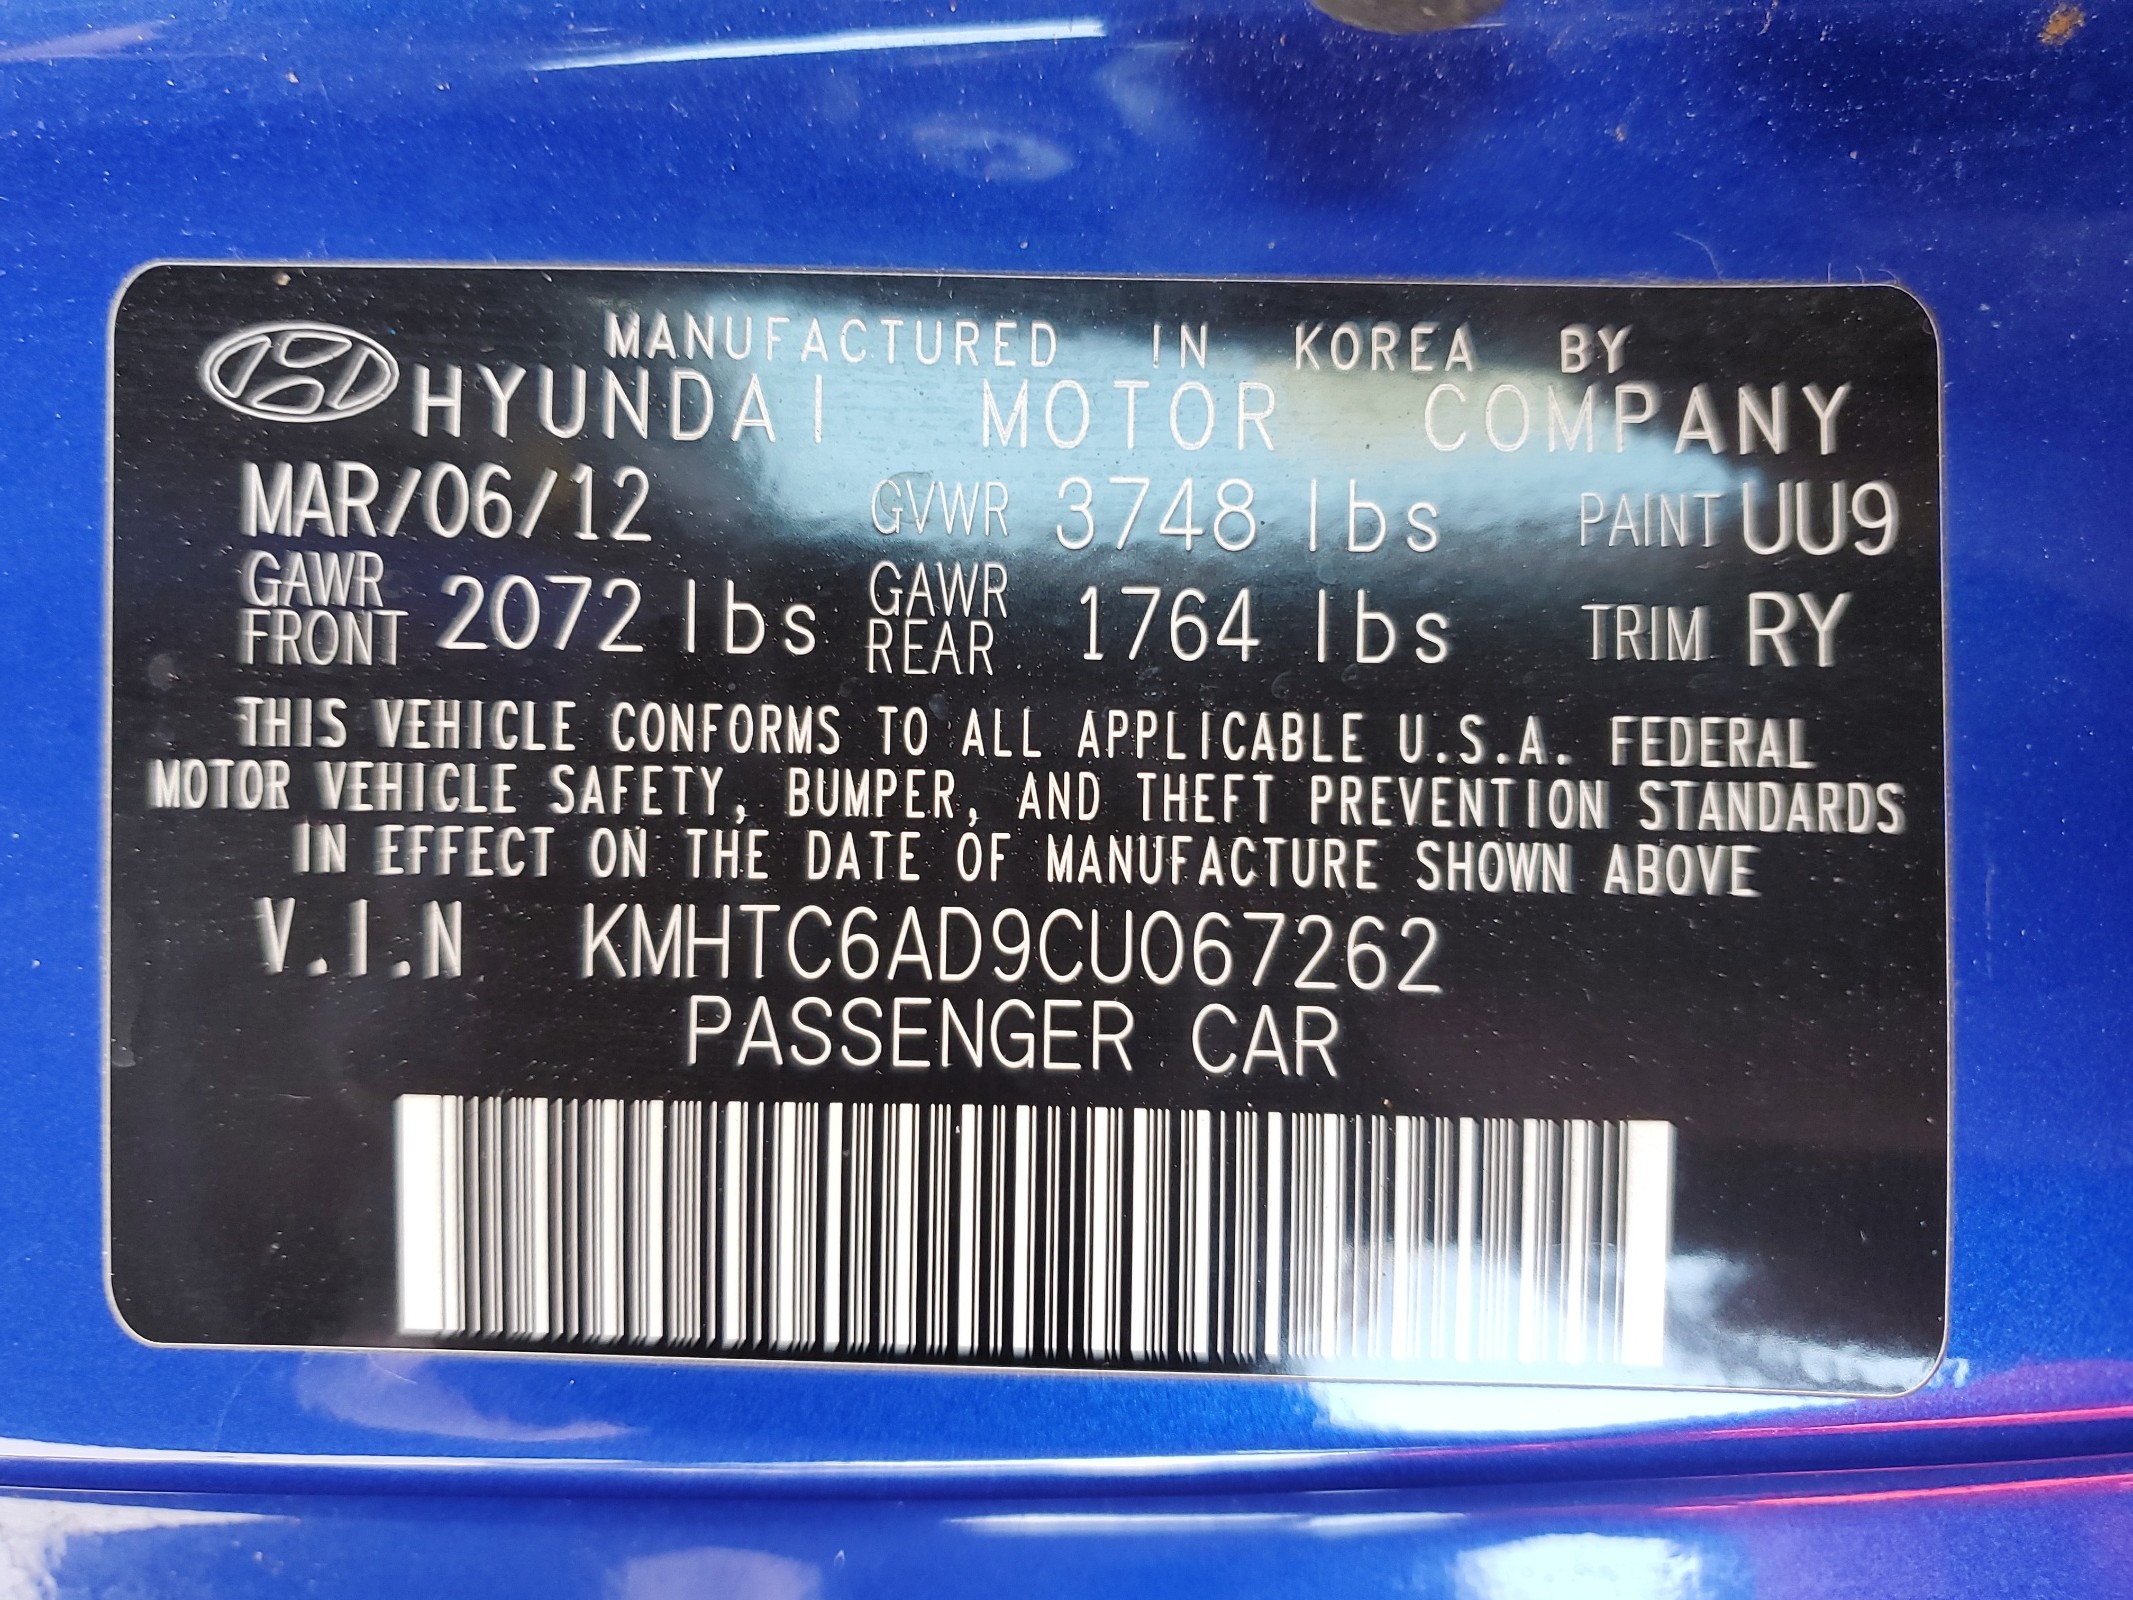 MANUFACTURED IN KOREA BY
HYUNDAI MOTOR COMPANY
MAR/06/12 GVWR 3748 lbs PAINT UU9
GAWR FRONT 2072 lbs GAWR REAR 1764 lbs TRIM RY
THIS VEHICLE CONFORMS TO ALL APPLICABLE U.S.A. FEDERAL
MOTOR VEHICLE SAFETY, BUMPER, AND THEFT PREVENTION STANDARDS
IN EFFECT ON THE DATE OF MANUFACTURE SHOWN ABOVE
V.I.N KMHTC6AD9CU067262
PASSENGER CAR